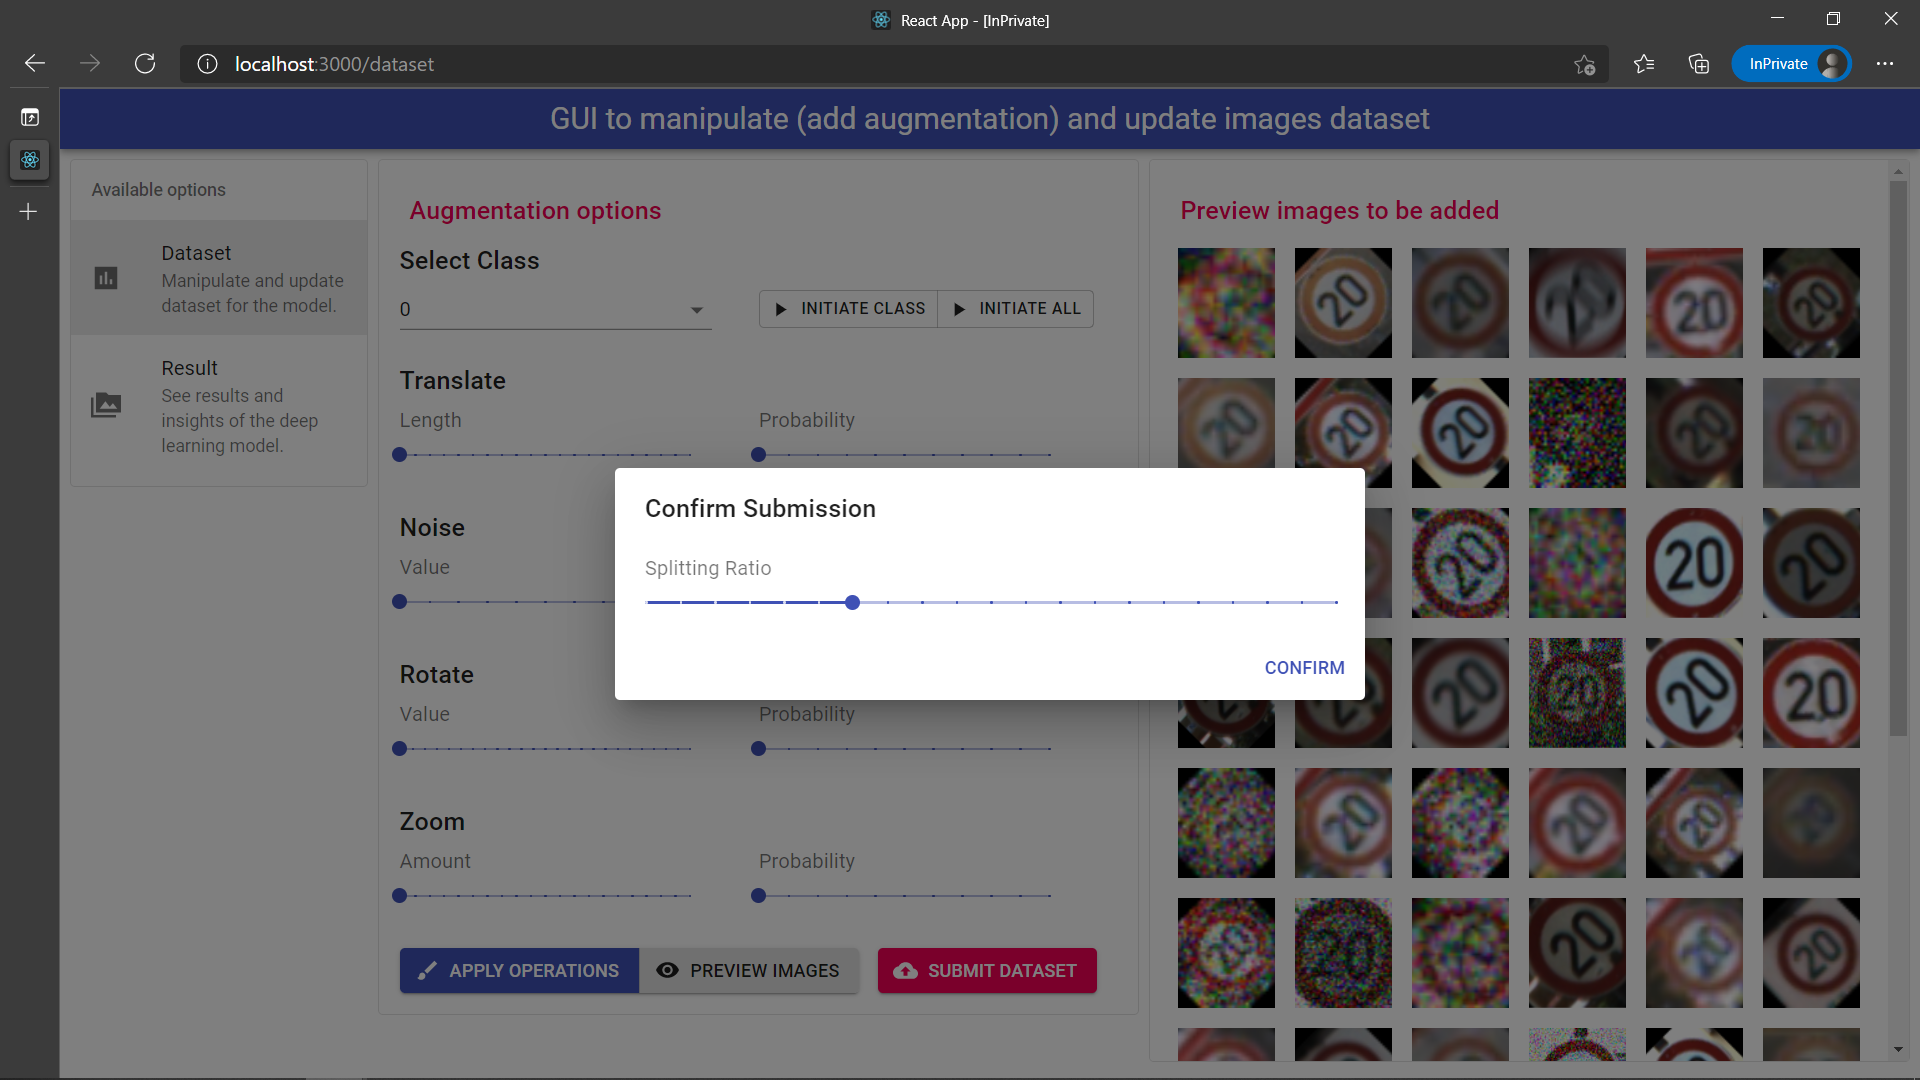 React App - [InPrivate]
localhost:3000/dataset
InPrivate
GUI to manipulate (add augmentation) and update images dataset
Available options
Dataset
Manipulate and update
dataset for the model.
Result
See results and
insights of the deep
learning model.
Augmentation options
Select Class
0
INITIATE CLASS
INITIATE ALL
Translate
Length
Probability
Noise
Value
Rotate
Value
Probability
Zoom
Amount
Probability
APPLY OPERATIONS
PREVIEW IMAGES
SUBMIT DATASET
Confirm Submission
Splitting Ratio
CONFIRM
Preview images to be added
20 20 20 20 20
20 20 20 20 20
20 20 20
20 20 20 20
20 20 20
20 20